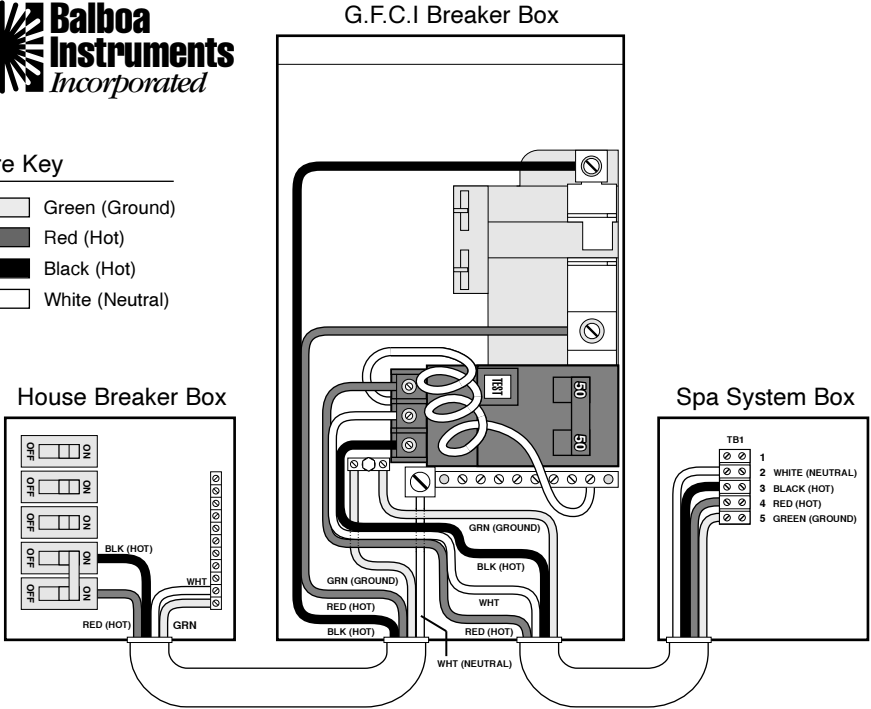 Balboa
Instruments
Incorporated
G.F.C.I Breaker Box
re Key
Green (Ground)
Red (Hot)
Black (Hot)
White (Neutral)
House Breaker Box
OFF ON
OFF ON
OFF ON
OFF ON
OFF ON
BLK (HOT)
WHT
RED (HOT)
GRN
TEST
50
50
GRN (GROUND)
BLK (HOT)
GRN (GROUND)
WHT
RED (HOT)
RED (HOT)
BLK (HOT)
WHT (NEUTRAL)
Spa System Box
TB1
1
2 WHITE (NEUTRAL)
3 BLACK (HOT)
4 RED (HOT)
5 GREEN (GROUND)